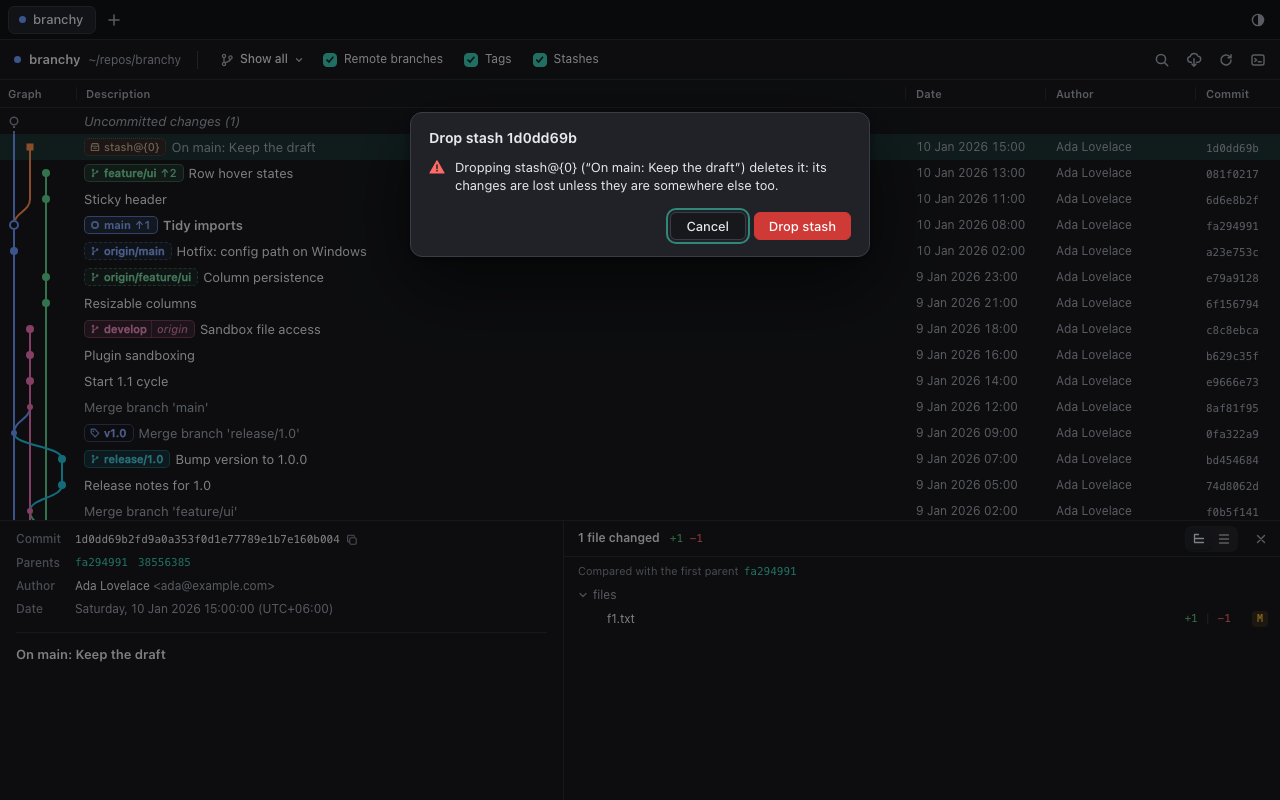 branchy
branchy ~/repos/branchy Show all Remote branches Tags Stashes
Graph Description Date Author Commit
Uncommitted changes (1)
stash@{0} On main: Keep the draft 10 Jan 2026 15:00 Ada Lovelace 1d0dd69b
feature/ui ↑2 Row hover states 10 Jan 2026 13:00 Ada Lovelace 081f0217
Sticky header 10 Jan 2026 11:00 Ada Lovelace 6d6e8b2f
main ↑1 Tidy imports 10 Jan 2026 08:00 Ada Lovelace fa294991
origin/main Hotfix: config path on Windows 10 Jan 2026 02:00 Ada Lovelace a23e753c
origin/feature/ui Column persistence 9 Jan 2026 23:00 Ada Lovelace e79a9128
Resizable columns 9 Jan 2026 21:00 Ada Lovelace 6f156794
develop origin Sandbox file access 9 Jan 2026 18:00 Ada Lovelace c8c8ebca
Plugin sandboxing 9 Jan 2026 16:00 Ada Lovelace b629c35f
Start 1.1 cycle 9 Jan 2026 14:00 Ada Lovelace e9666e73
Merge branch 'main' 9 Jan 2026 12:00 Ada Lovelace 8af81f95
v1.0 Merge branch 'release/1.0' 9 Jan 2026 09:00 Ada Lovelace 0fa322a9
release/1.0 Bump version to 1.0.0 9 Jan 2026 07:00 Ada Lovelace bd454684
Release notes for 1.0 9 Jan 2026 05:00 Ada Lovelace 74d8062d
Merge branch 'feature/ui' 9 Jan 2026 02:00 Ada Lovelace f0b5f141
Drop stash 1d0dd69b
Dropping stash@{0} (“On main: Keep the draft”) deletes it: its
changes are lost unless they are somewhere else too.
Cancel Drop stash
Commit 1d0dd69b2fd9a0a353f0d1e77789e1b7e160b004
Parents fa294991 38556385
Author Ada Lovelace <ada@example.com>
Date Saturday, 10 Jan 2026 15:00:00 (UTC+06:00)
On main: Keep the draft
1 file changed +1 −1
Compared with the first parent fa294991
files
f1.txt +1 −1 M